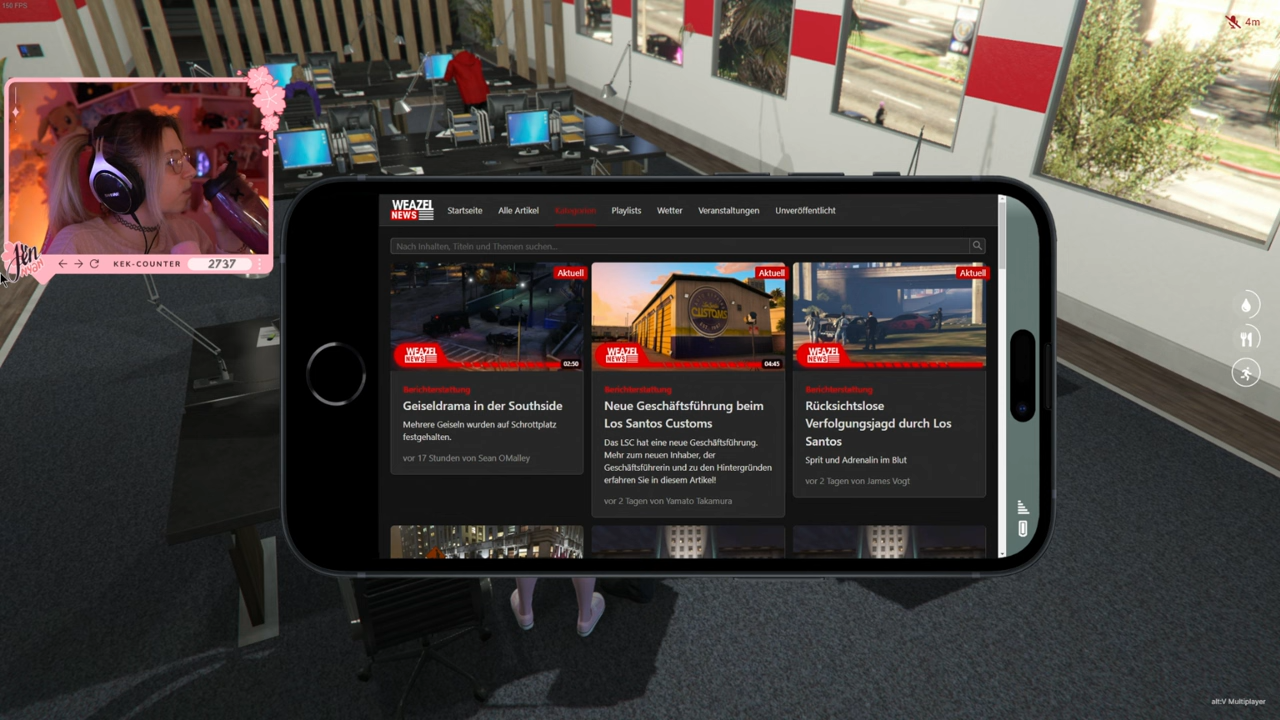 160 FPS
4m
WEAZEL
NEWS
Startseite
Alle Artikel
Kategorien
Playlists
Wetter
Veranstaltungen
Unveröffentlicht
Nach Inhalten, Titeln und Themen suchen...
Aktuell
WEAZEL
NEWS
02:50
Berichterstattung
Geiseldrama in der Southside
Mehrere Geiseln wurden auf Schrottplatz
festgehalten.
vor 17 Stunden von Sean OMalley
Aktuell
CUSTOMS
WEAZEL
NEWS
04:45
Berichterstattung
Neue Geschäftsführung beim
Los Santos Customs
Das LSC hat eine neue Geschäftsführung.
Mehr zum neuen Inhaber, der
Geschäftsführerin und zu den Hintergründen
erfahren Sie in diesem Artikel!
vor 2 Tagen von Yamato Takamura
Aktuell
WEAZEL
NEWS
Berichterstattung
Rücksichtslose
Verfolgungsjagd durch Los
Santos
Sprit und Adrenalin im Blut
vor 2 Tagen von James Vogt
Jen
KEK-COUNTER
2737
alt:V Multiplayer